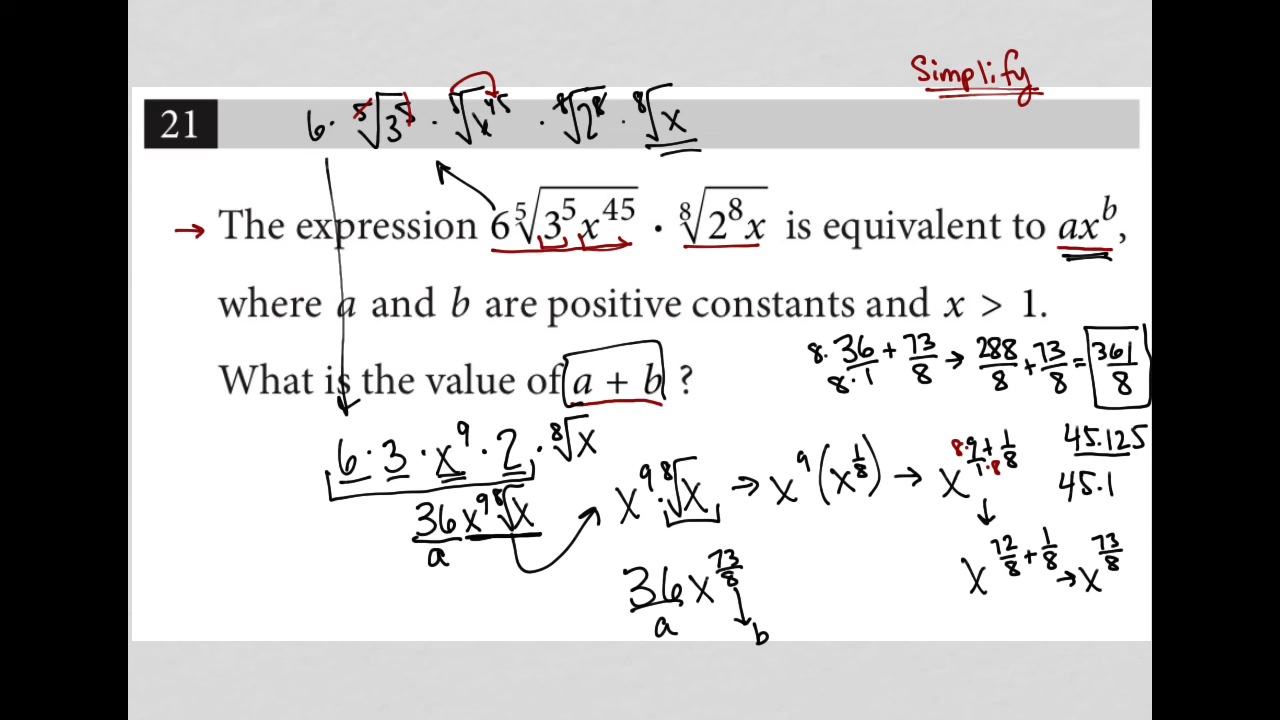 Simplify
21
6 · ⁵√3⁵ · ⁵√x⁴⁵ · ⁸√2⁸ · ⁸√x
→ The expression 6⁵√3⁵x⁴⁵ · ⁸√2⁸x is equivalent to axᵇ,
where a and b are positive constants and x > 1.
8· 36/8·1 + 73/8 → 288/8 + 73/8 = 361/8
What is the value of a + b ?
6 · 3 · x⁹ · 2 · ⁸√x
45.125
x⁹ · ⁸√x → x⁹(x^1/8) → x^8·9/1·8 + 1/8
45.1
36x⁹ ⁸√x
a
x^72/8 + 1/8 → x^73/8
36x^73/8
a
b